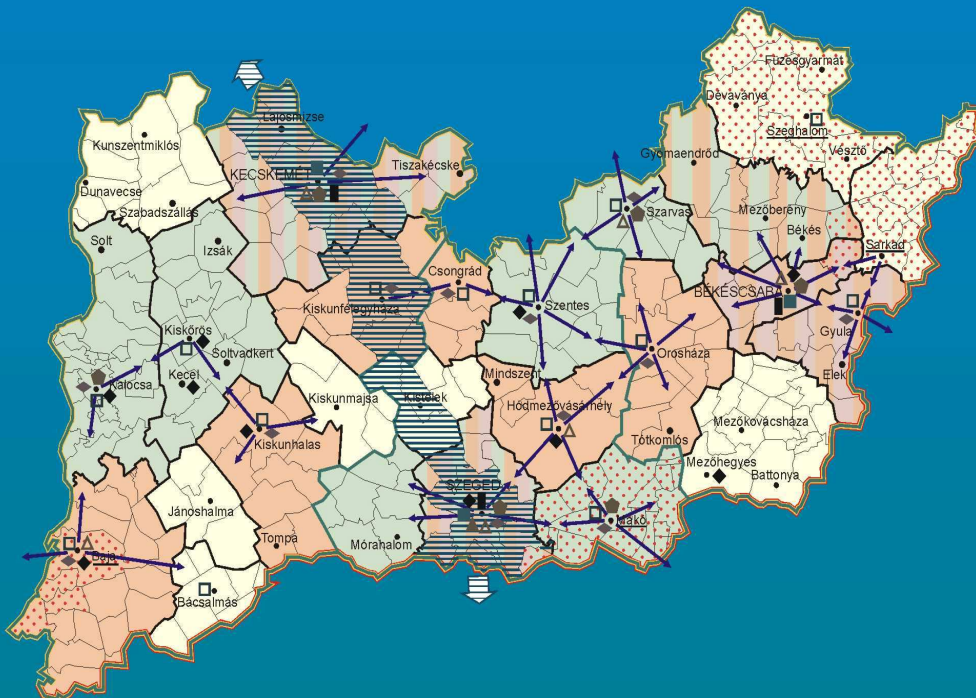 Füzesgyarmat
Dévaványa
Lajosmizse
Szeghalom
Kunszentmiklós
Vésztő
Gyomaendrőd
Tiszakécske
KECSKEMÉT
Dunavecse
Szabadszállás
Szarvas
Mezőberény
Békés
Solt
Izsák
Sarkad
Csongrád
BÉKÉSCSABA
Kiskunfélegyháza
Szentes
Kiskőrös
Gyula
Soltvadkert
Orosháza
Elek
Kalocsa
Kecel
Kiskunmajsa
Mindszent
Kistelek
Hódmezővásárhely
Mezőkovácsháza
Kiskunhalas
Tótkomlós
Mezőhegyes
Battonya
SZEGED
Jánoshalma
Makó
Mórahalom
Tompa
Baja
Bácsalmás